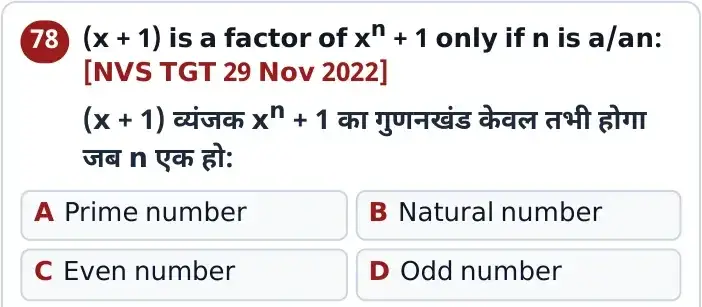 78 (x + 1) is a factor of xⁿ + 1 only if n is a/an:
[NVS TGT 29 Nov 2022]
(x + 1) व्यंजक xⁿ + 1 का गुणनखंड केवल तभी होगा
जब n एक हो:
A Prime number
B Natural number
C Even number
D Odd number